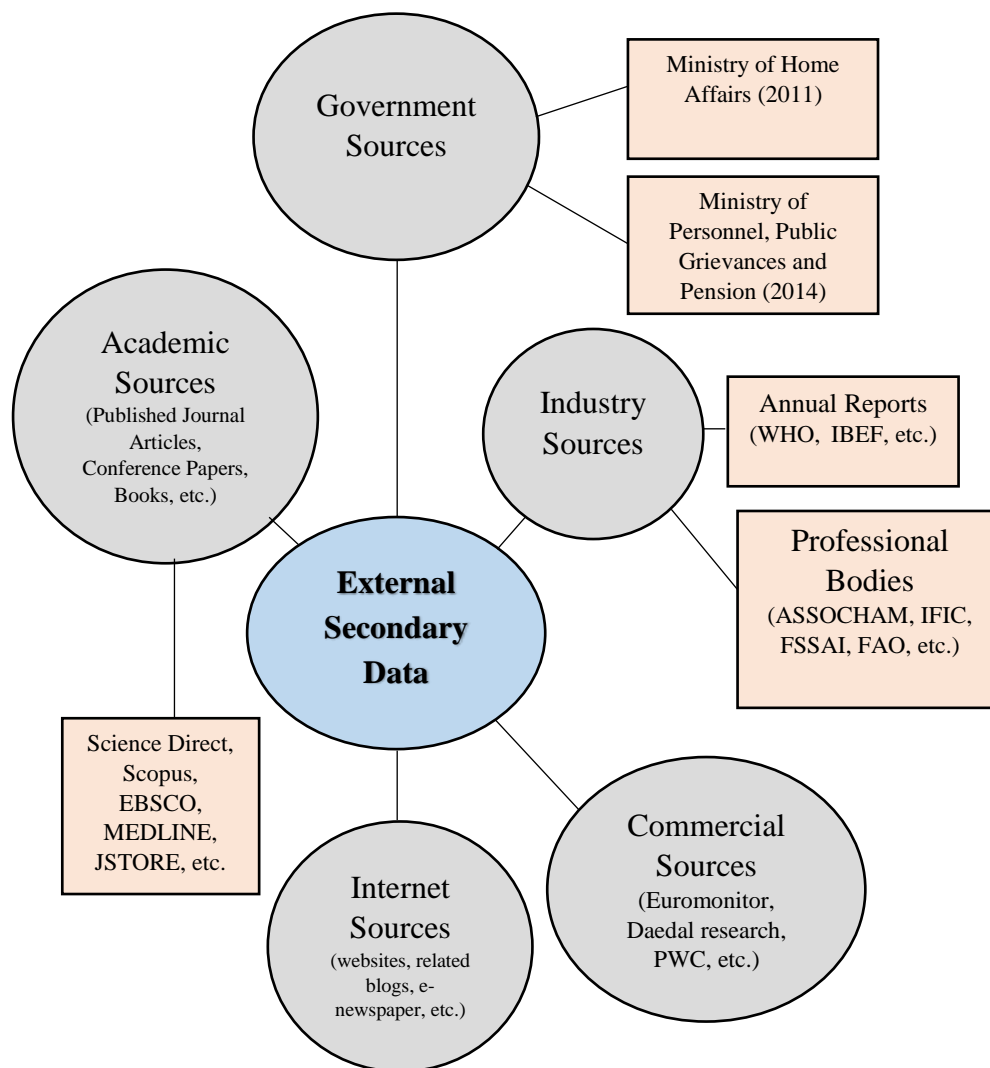 Government
Sources
Ministry of Home
Affairs (2011)
Ministry of
Personnel, Public
Grievances and
Pension (2014)
Academic
Sources
(Published Journal
Articles,
Conference Papers,
Books, etc.)
Industry
Sources
Annual Reports
(WHO, IBEF, etc.)
Professional
Bodies
(ASSOCHAM, IFIC,
FSSAI, FAO, etc.)
External
Secondary
Data
Science Direct,
Scopus,
EBSCO,
MEDLINE,
JSTORE, etc.
Internet
Sources
(websites, related
blogs, e-
newspaper, etc.)
Commercial
Sources
(Euromonitor,
Daedal research,
PWC, etc.)